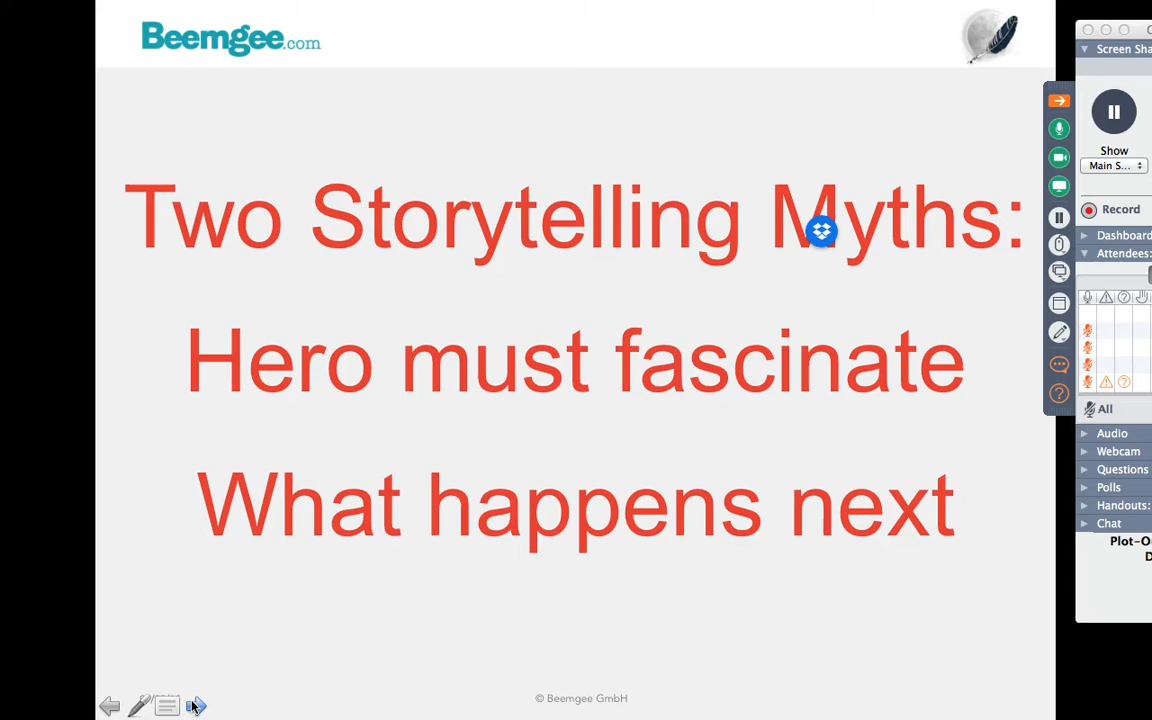 Beemgee.com
Two Storytelling Myths:
Hero must fascinate
What happens next
© Beemgee GmbH
Screen Sha
Show
Main S...
Record
Dashboard
Attendees:
All
Audio
Webcam
Questions
Polls
Handouts:
Chat
Plot-Ou
D